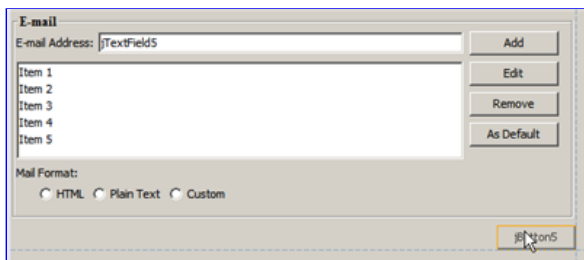 E-mail
E-mail Address: jTextField5 Add
Item 1 Edit
Item 2
Item 3 Remove
Item 4
Item 5 As Default
Mail Format:
HTML Plain Text Custom
jButton5